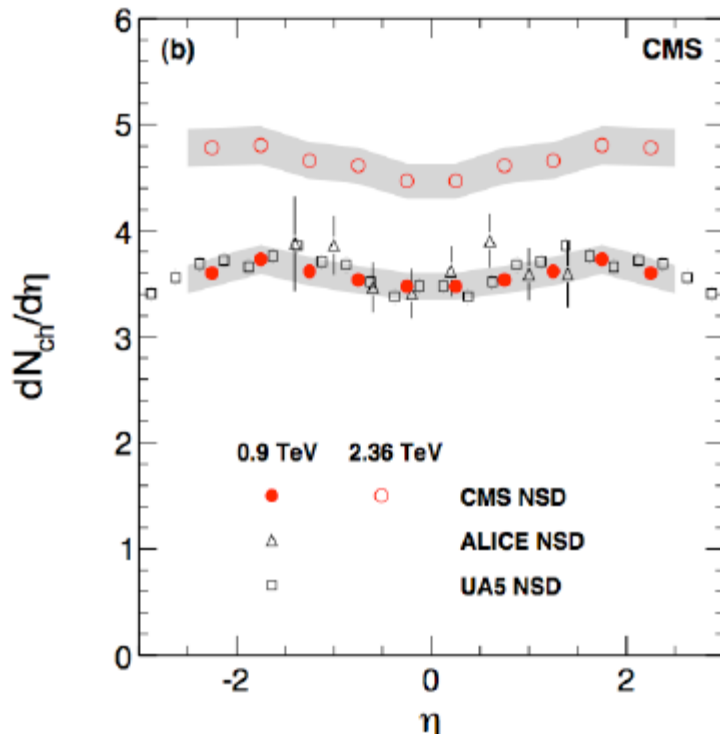 (b) CMS
6
5
4
3
2
1
0
dN_ch/dη
0.9 TeV 2.36 TeV
CMS NSD
ALICE NSD
UA5 NSD
-2 0 2
η